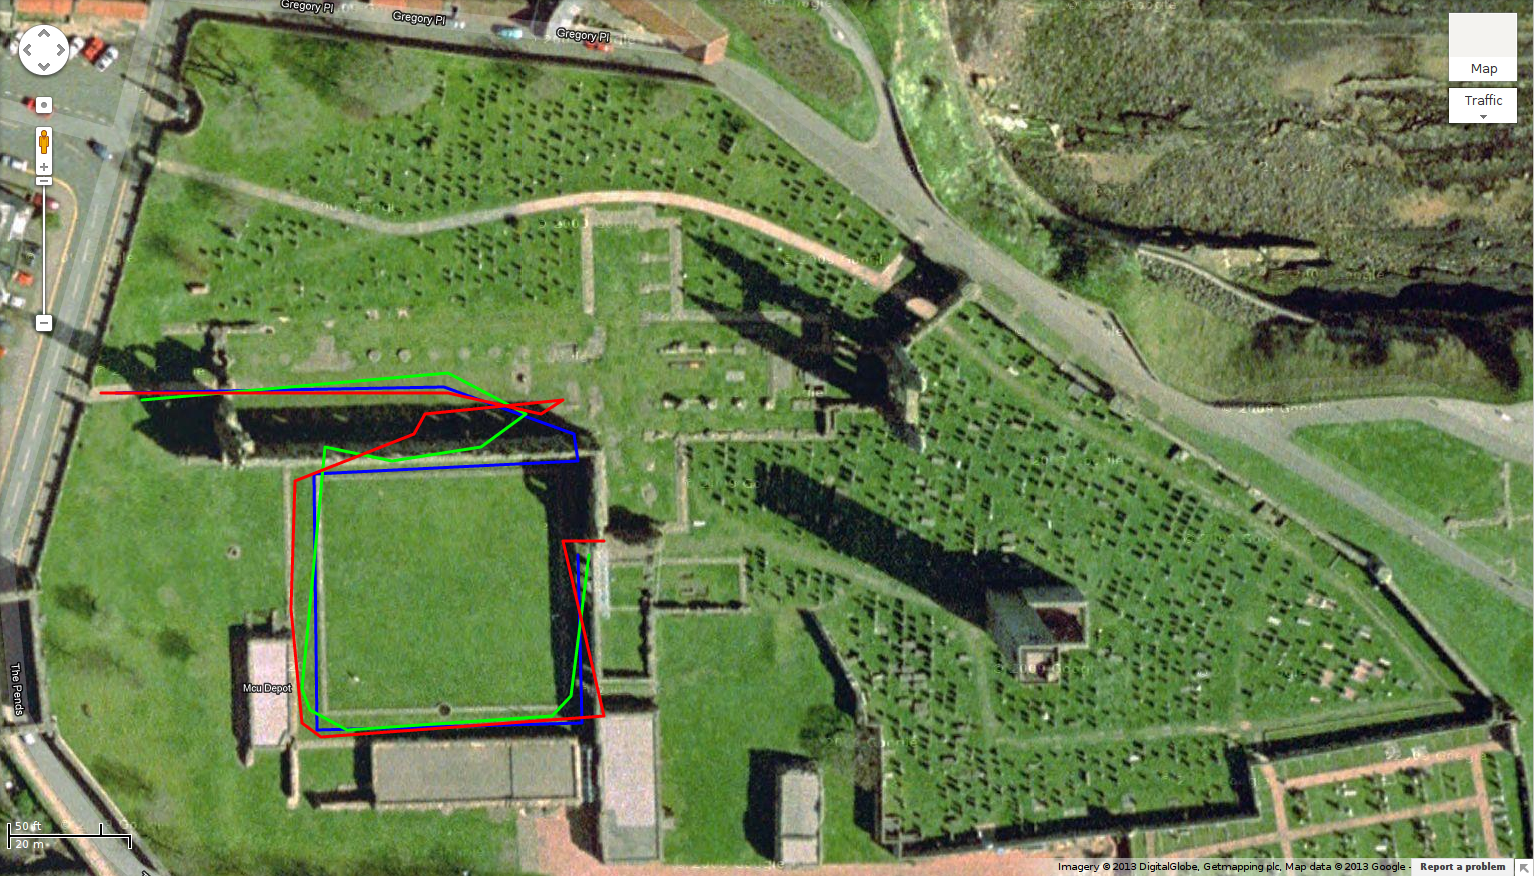 Gregory Pl
Gregory Pl
Gregory Pl
Map
Traffic
The Pends
Mcu Depot
50 ft
20 m
Imagery ©2013 DigitalGlobe, Getmapping plc, Map data ©2013 Google -
Report a problem